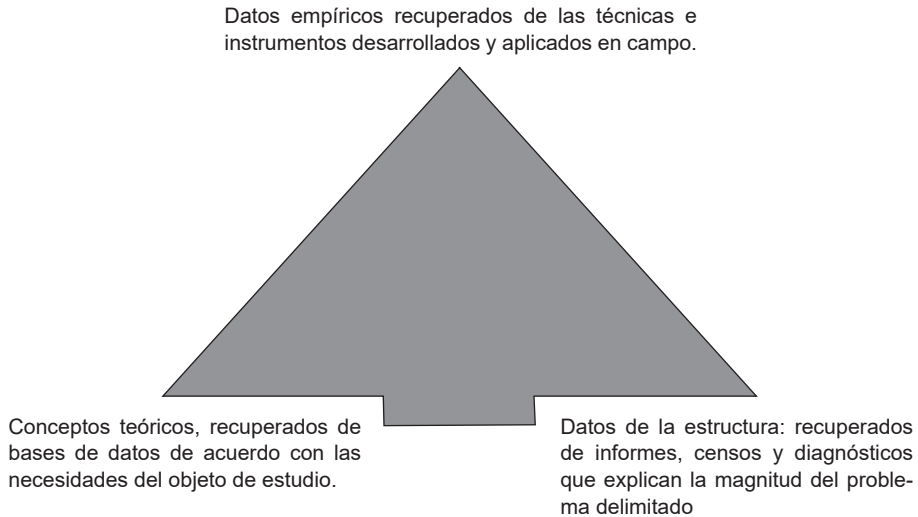 Datos empíricos recuperados de las técnicas e
instrumentos desarrollados y aplicados en campo.
Conceptos teóricos, recuperados de
bases de datos de acuerdo con las
necesidades del objeto de estudio.
Datos de la estructura: recuperados
de informes, censos y diagnósticos
que explican la magnitud del proble-
ma delimitado